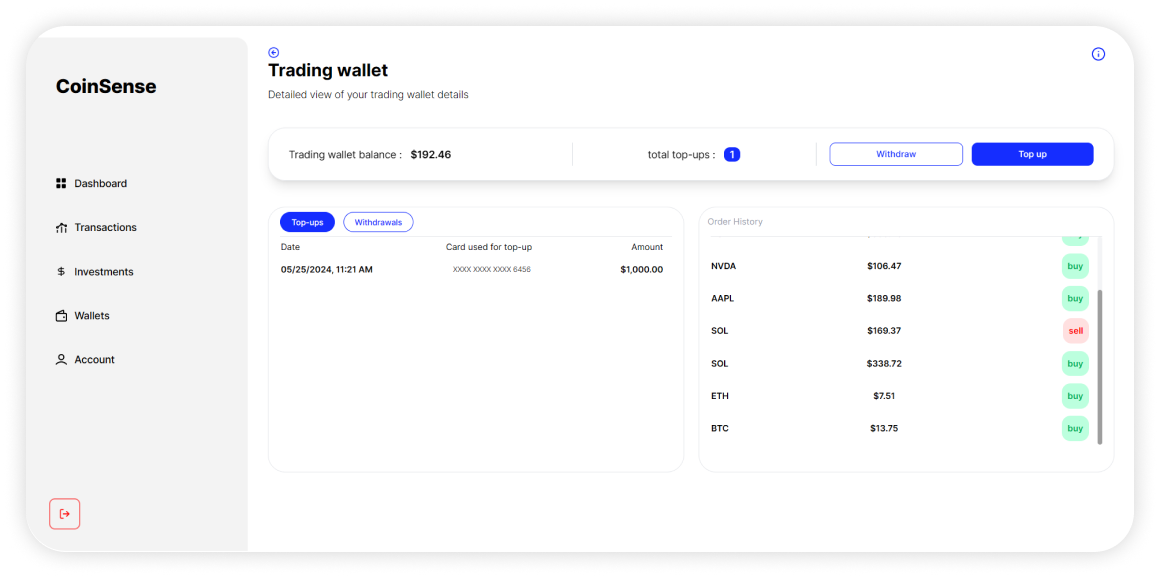 CoinSense
Dashboard
Transactions
Investments
Wallets
Account
Trading wallet
Detailed view of your trading wallet details
Trading wallet balance : $192.46
total top-ups : 1
Withdraw
Top up
Top-ups Withdrawals
Date Card used for top-up Amount
05/25/2024, 11:21 AM XXXX XXXX XXXX 6456 $1,000.00
Order History
NVDA $106.47 buy
AAPL $189.98 buy
SOL $169.37 sell
SOL $338.72 buy
ETH $7.51 buy
BTC $13.75 buy